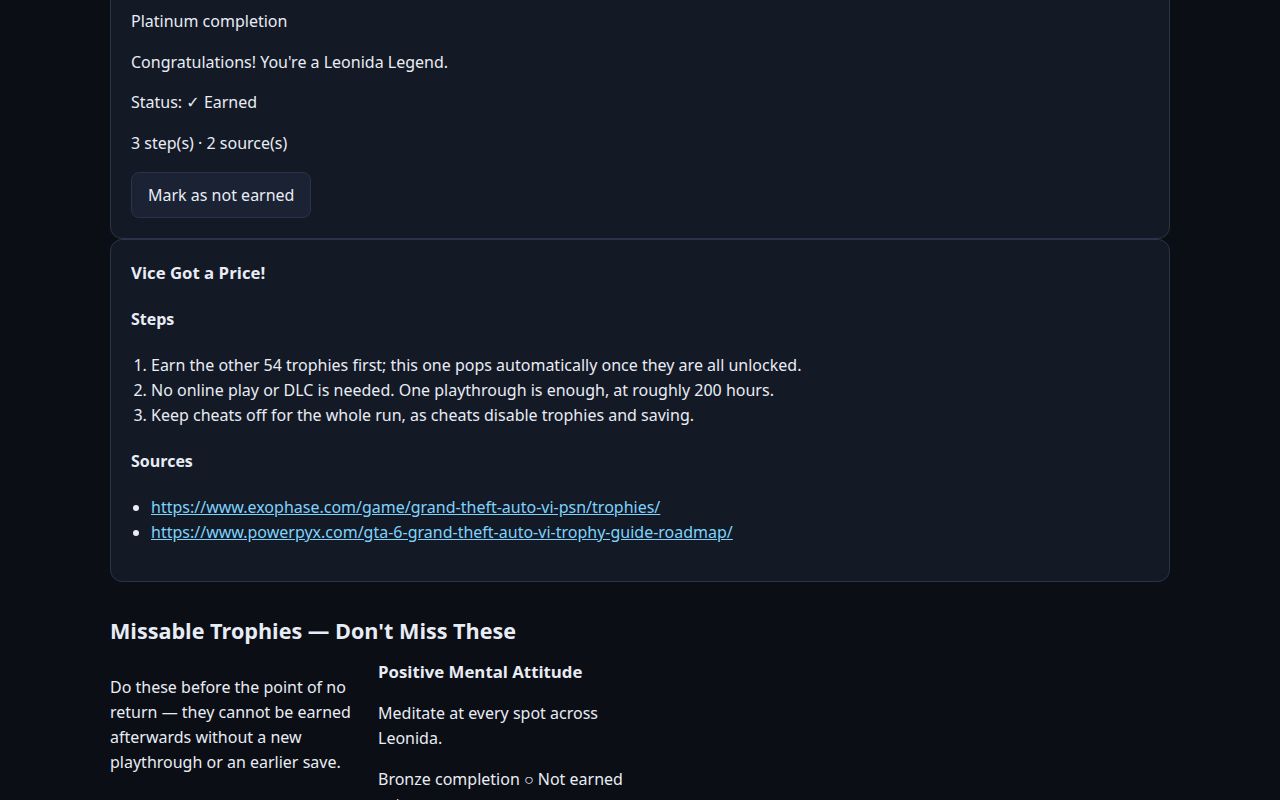 Platinum completion
Congratulations! You're a Leonida Legend.
Status: ✓ Earned
3 step(s) · 2 source(s)
Mark as not earned
Vice Got a Price!
Steps
1. Earn the other 54 trophies first; this one pops automatically once they are all unlocked.
2. No online play or DLC is needed. One playthrough is enough, at roughly 200 hours.
3. Keep cheats off for the whole run, as cheats disable trophies and saving.
Sources
• https://www.exophase.com/game/grand-theft-auto-vi-psn/trophies/
• https://www.powerpyx.com/gta-6-grand-theft-auto-vi-trophy-guide-roadmap/
Missable Trophies — Don't Miss These
Do these before the point of no
return — they cannot be earned
afterwards without a new
playthrough or an earlier save.
Positive Mental Attitude
Meditate at every spot across
Leonida.
Bronze completion ○ Not earned